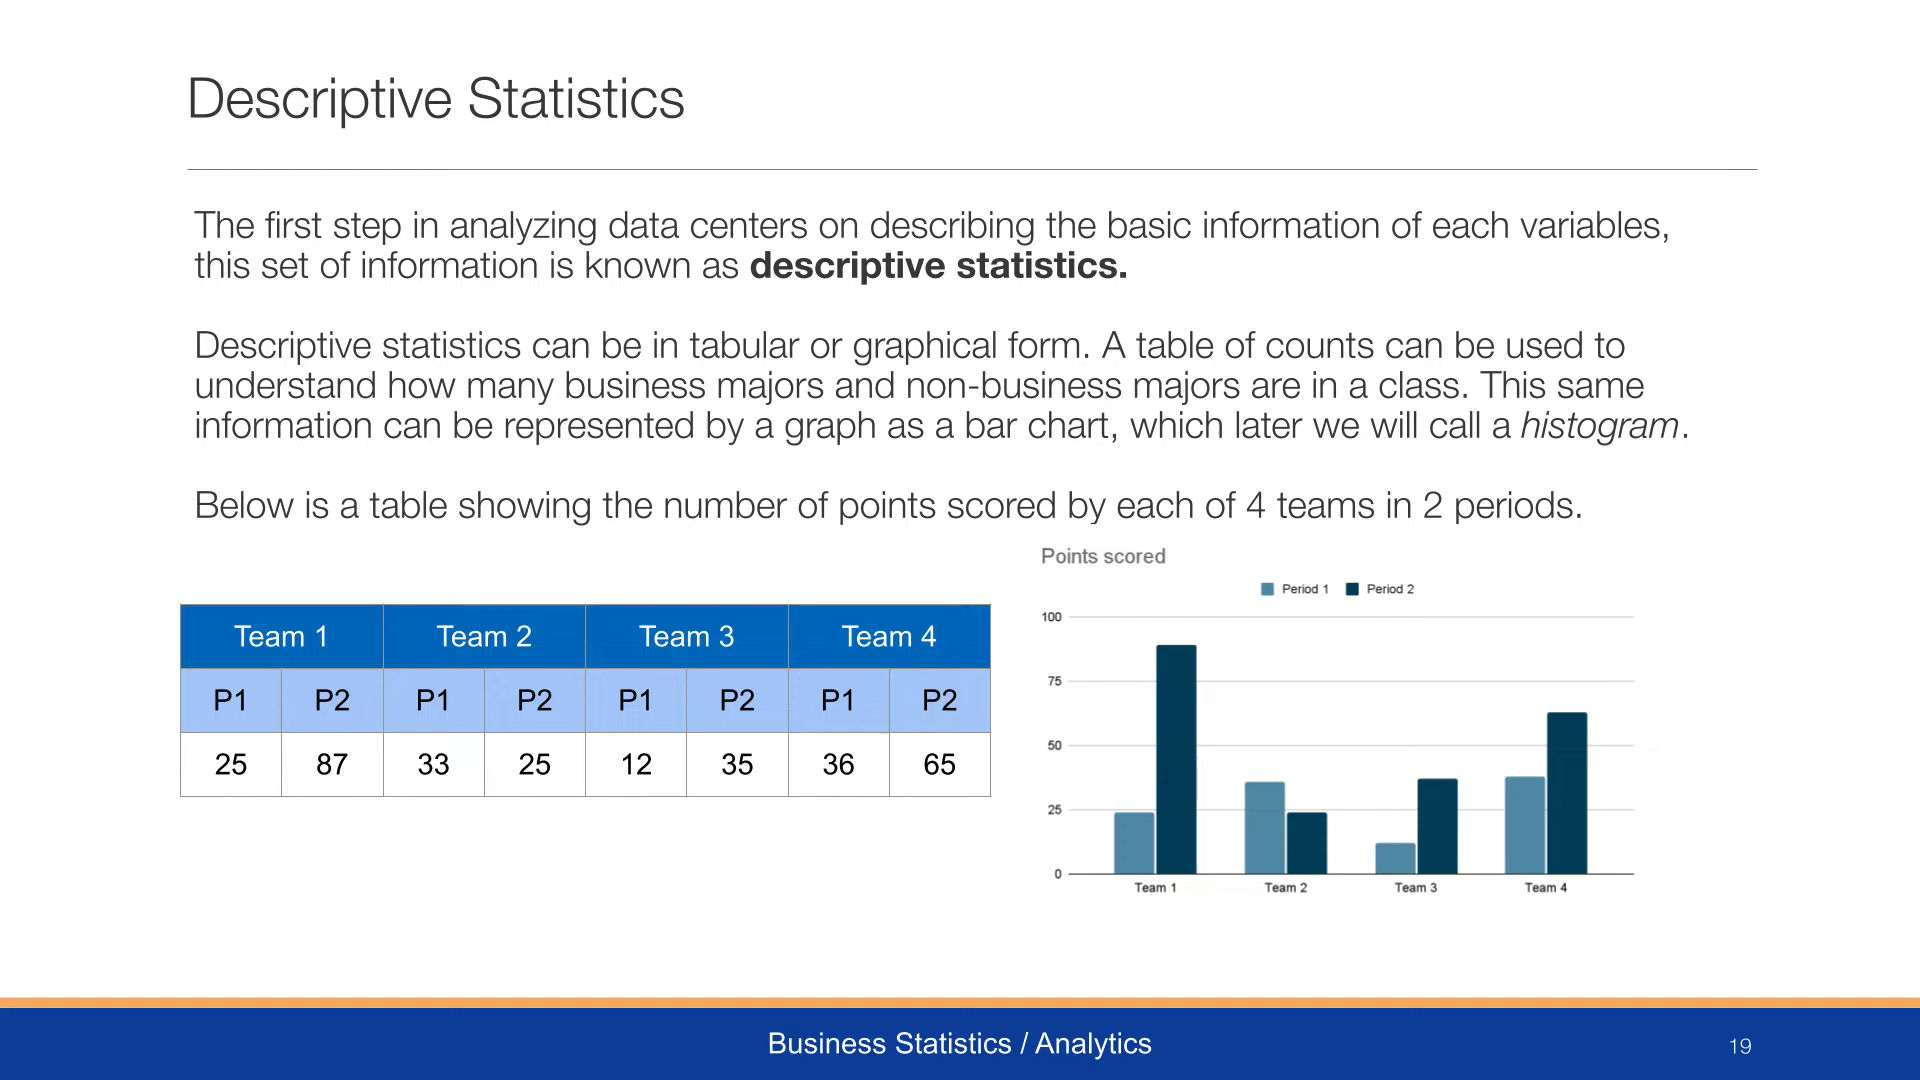 Descriptive Statistics
The first step in analyzing data centers on describing the basic information of each variables,
this set of information is known as descriptive statistics.
Descriptive statistics can be in tabular or graphical form. A table of counts can be used to
understand how many business majors and non-business majors are in a class. This same
information can be represented by a graph as a bar chart, which later we will call a histogram.
Below is a table showing the number of points scored by each of 4 teams in 2 periods.
Team 1 Team 2 Team 3 Team 4
P1 P2 P1 P2 P1 P2 P1 P2
25 87 33 25 12 35 36 65
Points scored
Period 1 Period 2
100
75
50
25
0
Team 1 Team 2 Team 3 Team 4
Business Statistics / Analytics
19